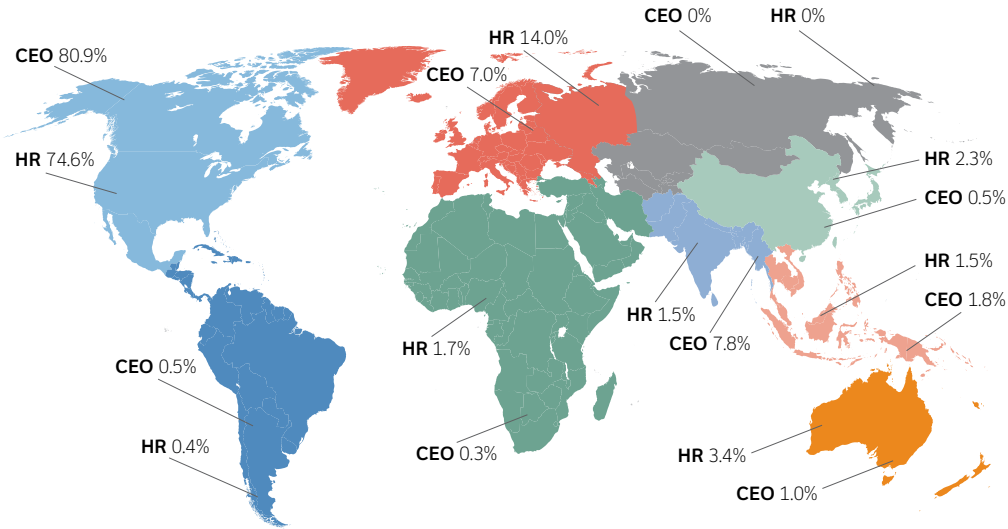 CEO 0%
HR 0%
HR 14.0%
CEO 80.9%
CEO 7.0%
HR 74.6%
HR 2.3%
CEO 0.5%
HR 1.5%
CEO 1.8%
HR 1.5%
CEO 7.8%
HR 1.7%
CEO 0.5%
HR 0.4%
CEO 0.3%
HR 3.4%
CEO 1.0%